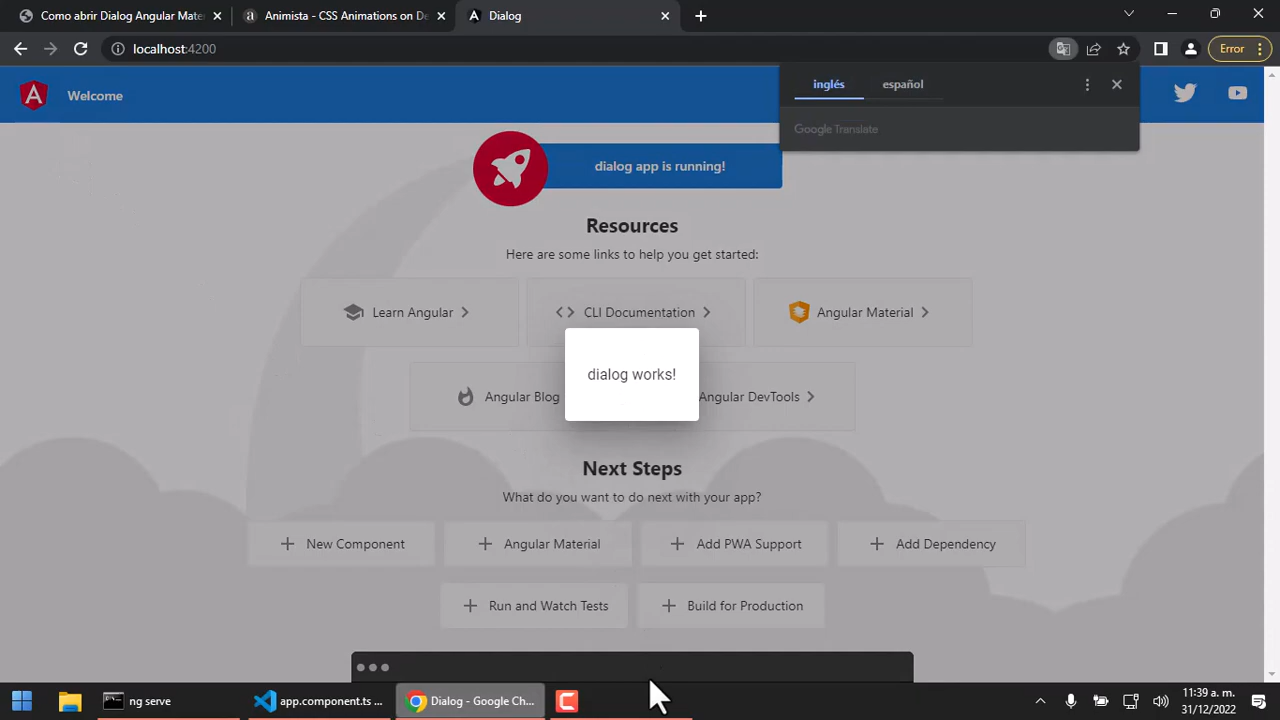 Como abrir Dialog Angular Mate
Animista - CSS Animations on De
Dialog
localhost:4200
Error
Welcome
inglés
español
Google Translate
dialog app is running!
Resources
Here are some links to help you get started:
Learn Angular
CLI Documentation
Angular Material
dialog works!
Angular Blog
Angular DevTools
Next Steps
What do you want to do next with your app?
New Component
Angular Material
Add PWA Support
Add Dependency
Run and Watch Tests
Build for Production
ng serve
app.component.ts ...
Dialog - Google Ch...
11:39 a. m.
31/12/2022